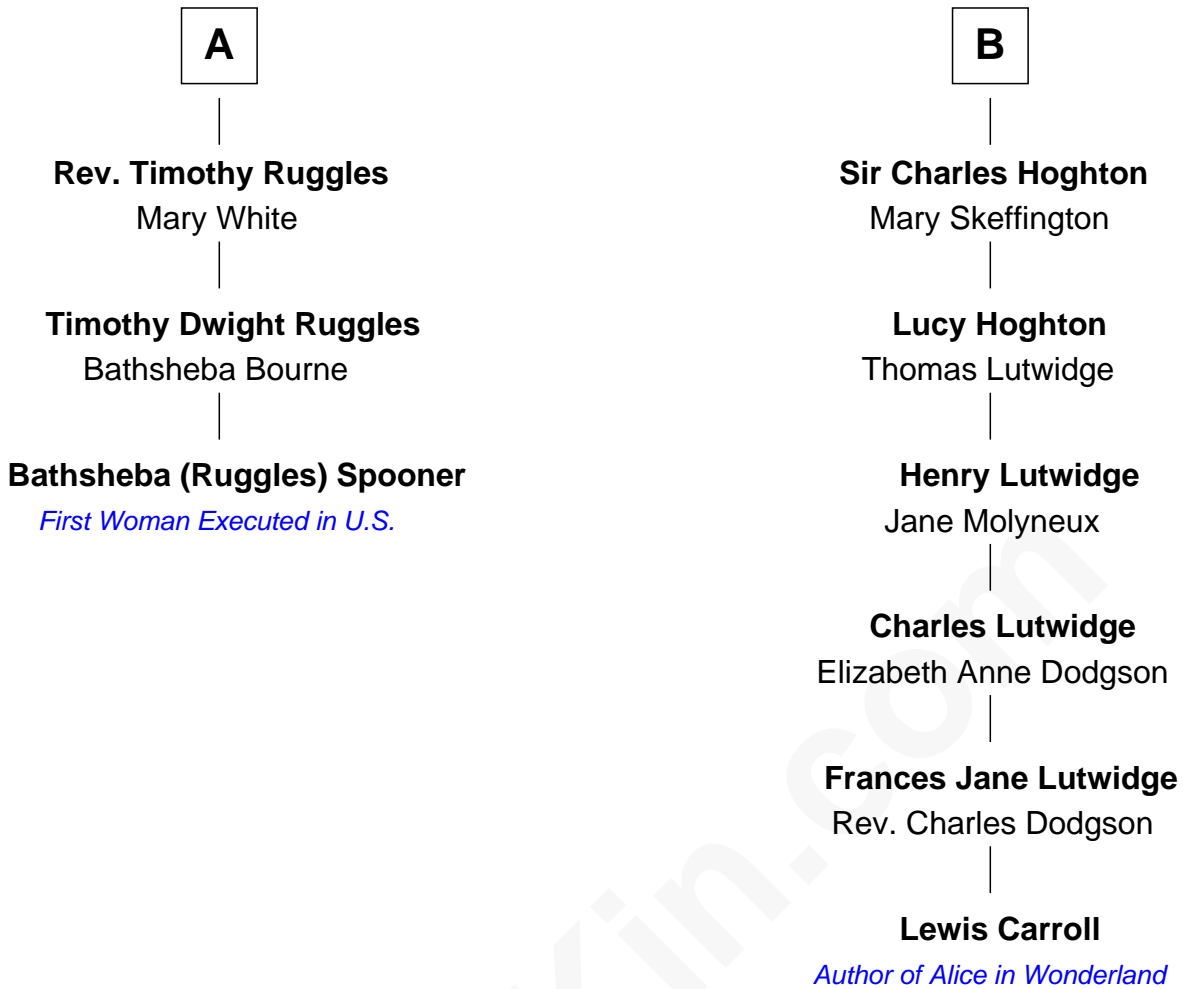 A
Rev. Timothy Ruggles
Mary White
Timothy Dwight Ruggles
Bathsheba Bourne
Bathsheba (Ruggles) Spooner
First Woman Executed in U.S.
B
Sir Charles Hoghton
Mary Skeffington
Lucy Hoghton
Thomas Lutwidge
Henry Lutwidge
Jane Molyneux
Charles Lutwidge
Elizabeth Anne Dodgson
Frances Jane Lutwidge
Rev. Charles Dodgson
Lewis Carroll
Author of Alice in Wonderland
Kin.com